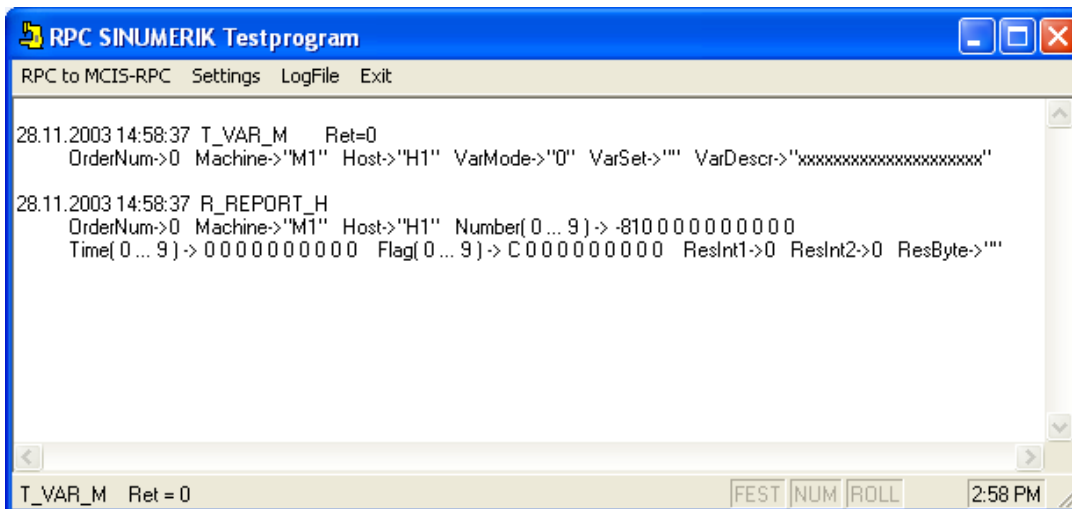 RPC SINUMERIK Testprogram
RPC to MCIS-RPC Settings LogFile Exit
28.11.2003 14:58:37 T_VAR_M Ret=0
OrderNum->0 Machine->"M1" Host->"H1" VarMode->"0" VarSet->"" VarDescr->"xxxxxxxxxxxxxxxxxxxxx"
28.11.2003 14:58:37 R_REPORT_H
OrderNum->0 Machine->"M1" Host->"H1" Number( 0 ... 9 ) -> -810 0 0 0 0 0 0 0 0 0
Time( 0 ... 9 ) -> 0 0 0 0 0 0 0 0 0 0 Flag( 0 ... 9 ) -> C 0 0 0 0 0 0 0 0 0 ResInt1->0 ResInt2->0 ResByte->""
T_VAR_M Ret = 0 FEST NUM ROLL 2:58 PM